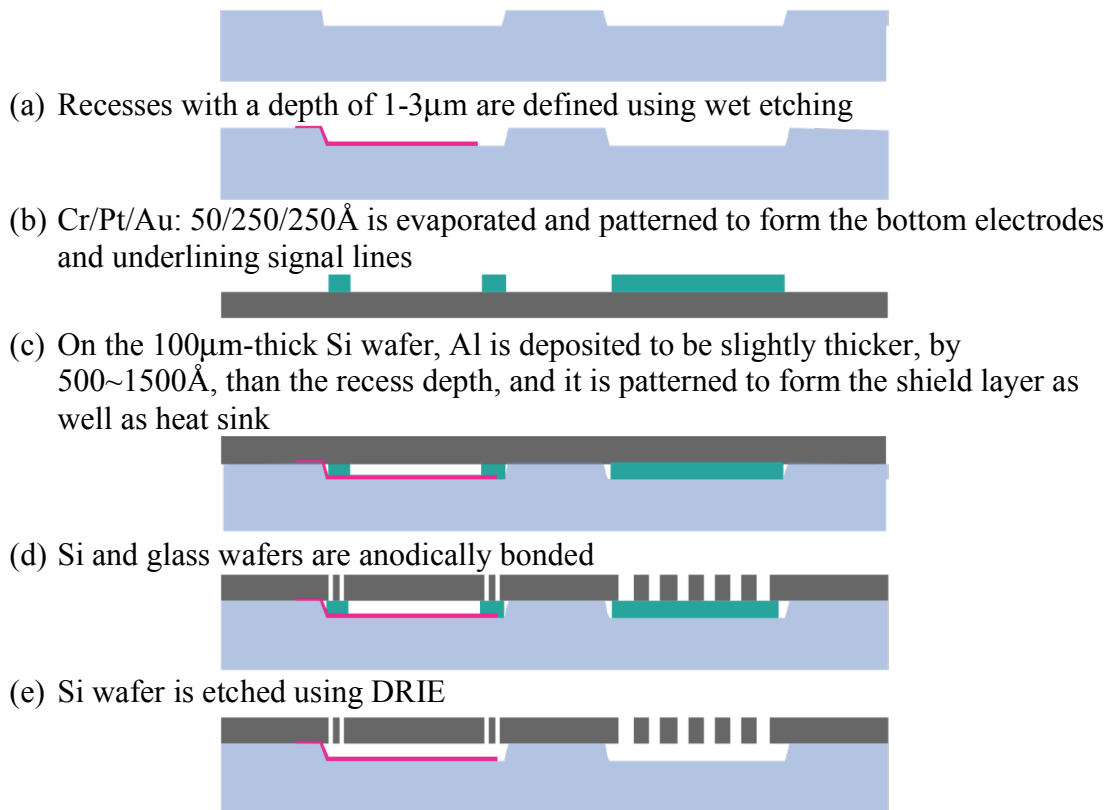 (a) Recesses with a depth of 1-3μm are defined using wet etching
(b) Cr/Pt/Au: 50/250/250Å is evaporated and patterned to form the bottom electrodes
and underlining signal lines
(c) On the 100μm-thick Si wafer, Al is deposited to be slightly thicker, by
500~1500Å, than the recess depth, and it is patterned to form the shield layer as
well as heat sink
(d) Si and glass wafers are anodically bonded
(e) Si wafer is etched using DRIE